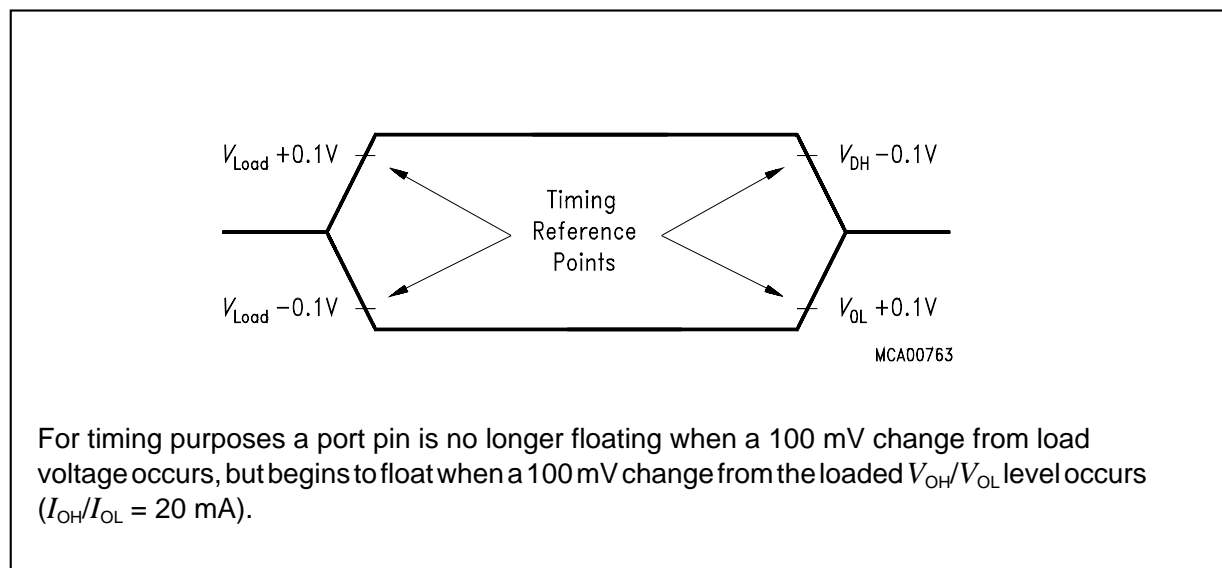 V_Load +0.1V
V_DH −0.1V
Timing
Reference
Points
V_Load −0.1V
V_OL +0.1V
MCA00763
For timing purposes a port pin is no longer floating when a 100 mV change from load
voltage occurs, but begins to float when a 100 mV change from the loaded V_OH/V_OL level occurs
(I_OH/I_OL = 20 mA).